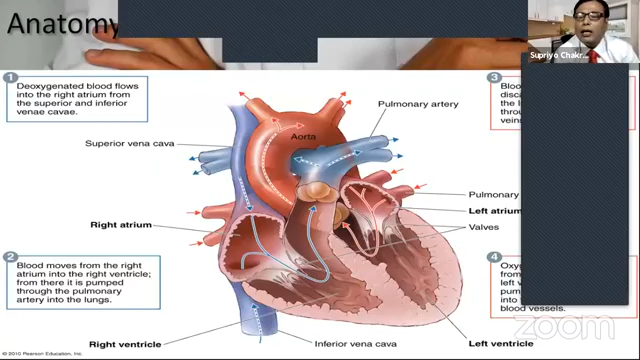 Anatomy
Supriyo Chakr...
1
Deoxygenated blood flows
into the right atrium from
the superior and inferior
venae cavae.
3
Bloo
disca
the l
throu
vein
Pulmonary artery
Aorta
Superior vena cava
Pulmonary
Left atrium
Valves
Right atrium
2
Blood moves from the right
atrium into the right ventricle;
from there it is pumped
through the pulmonary
artery into the lungs.
4
Oxy
from
left v
pum
into
blood vessels.
zoom
Right ventricle
Inferior vena cava
Left ventricle
© 2010 Pearson Education, Inc.